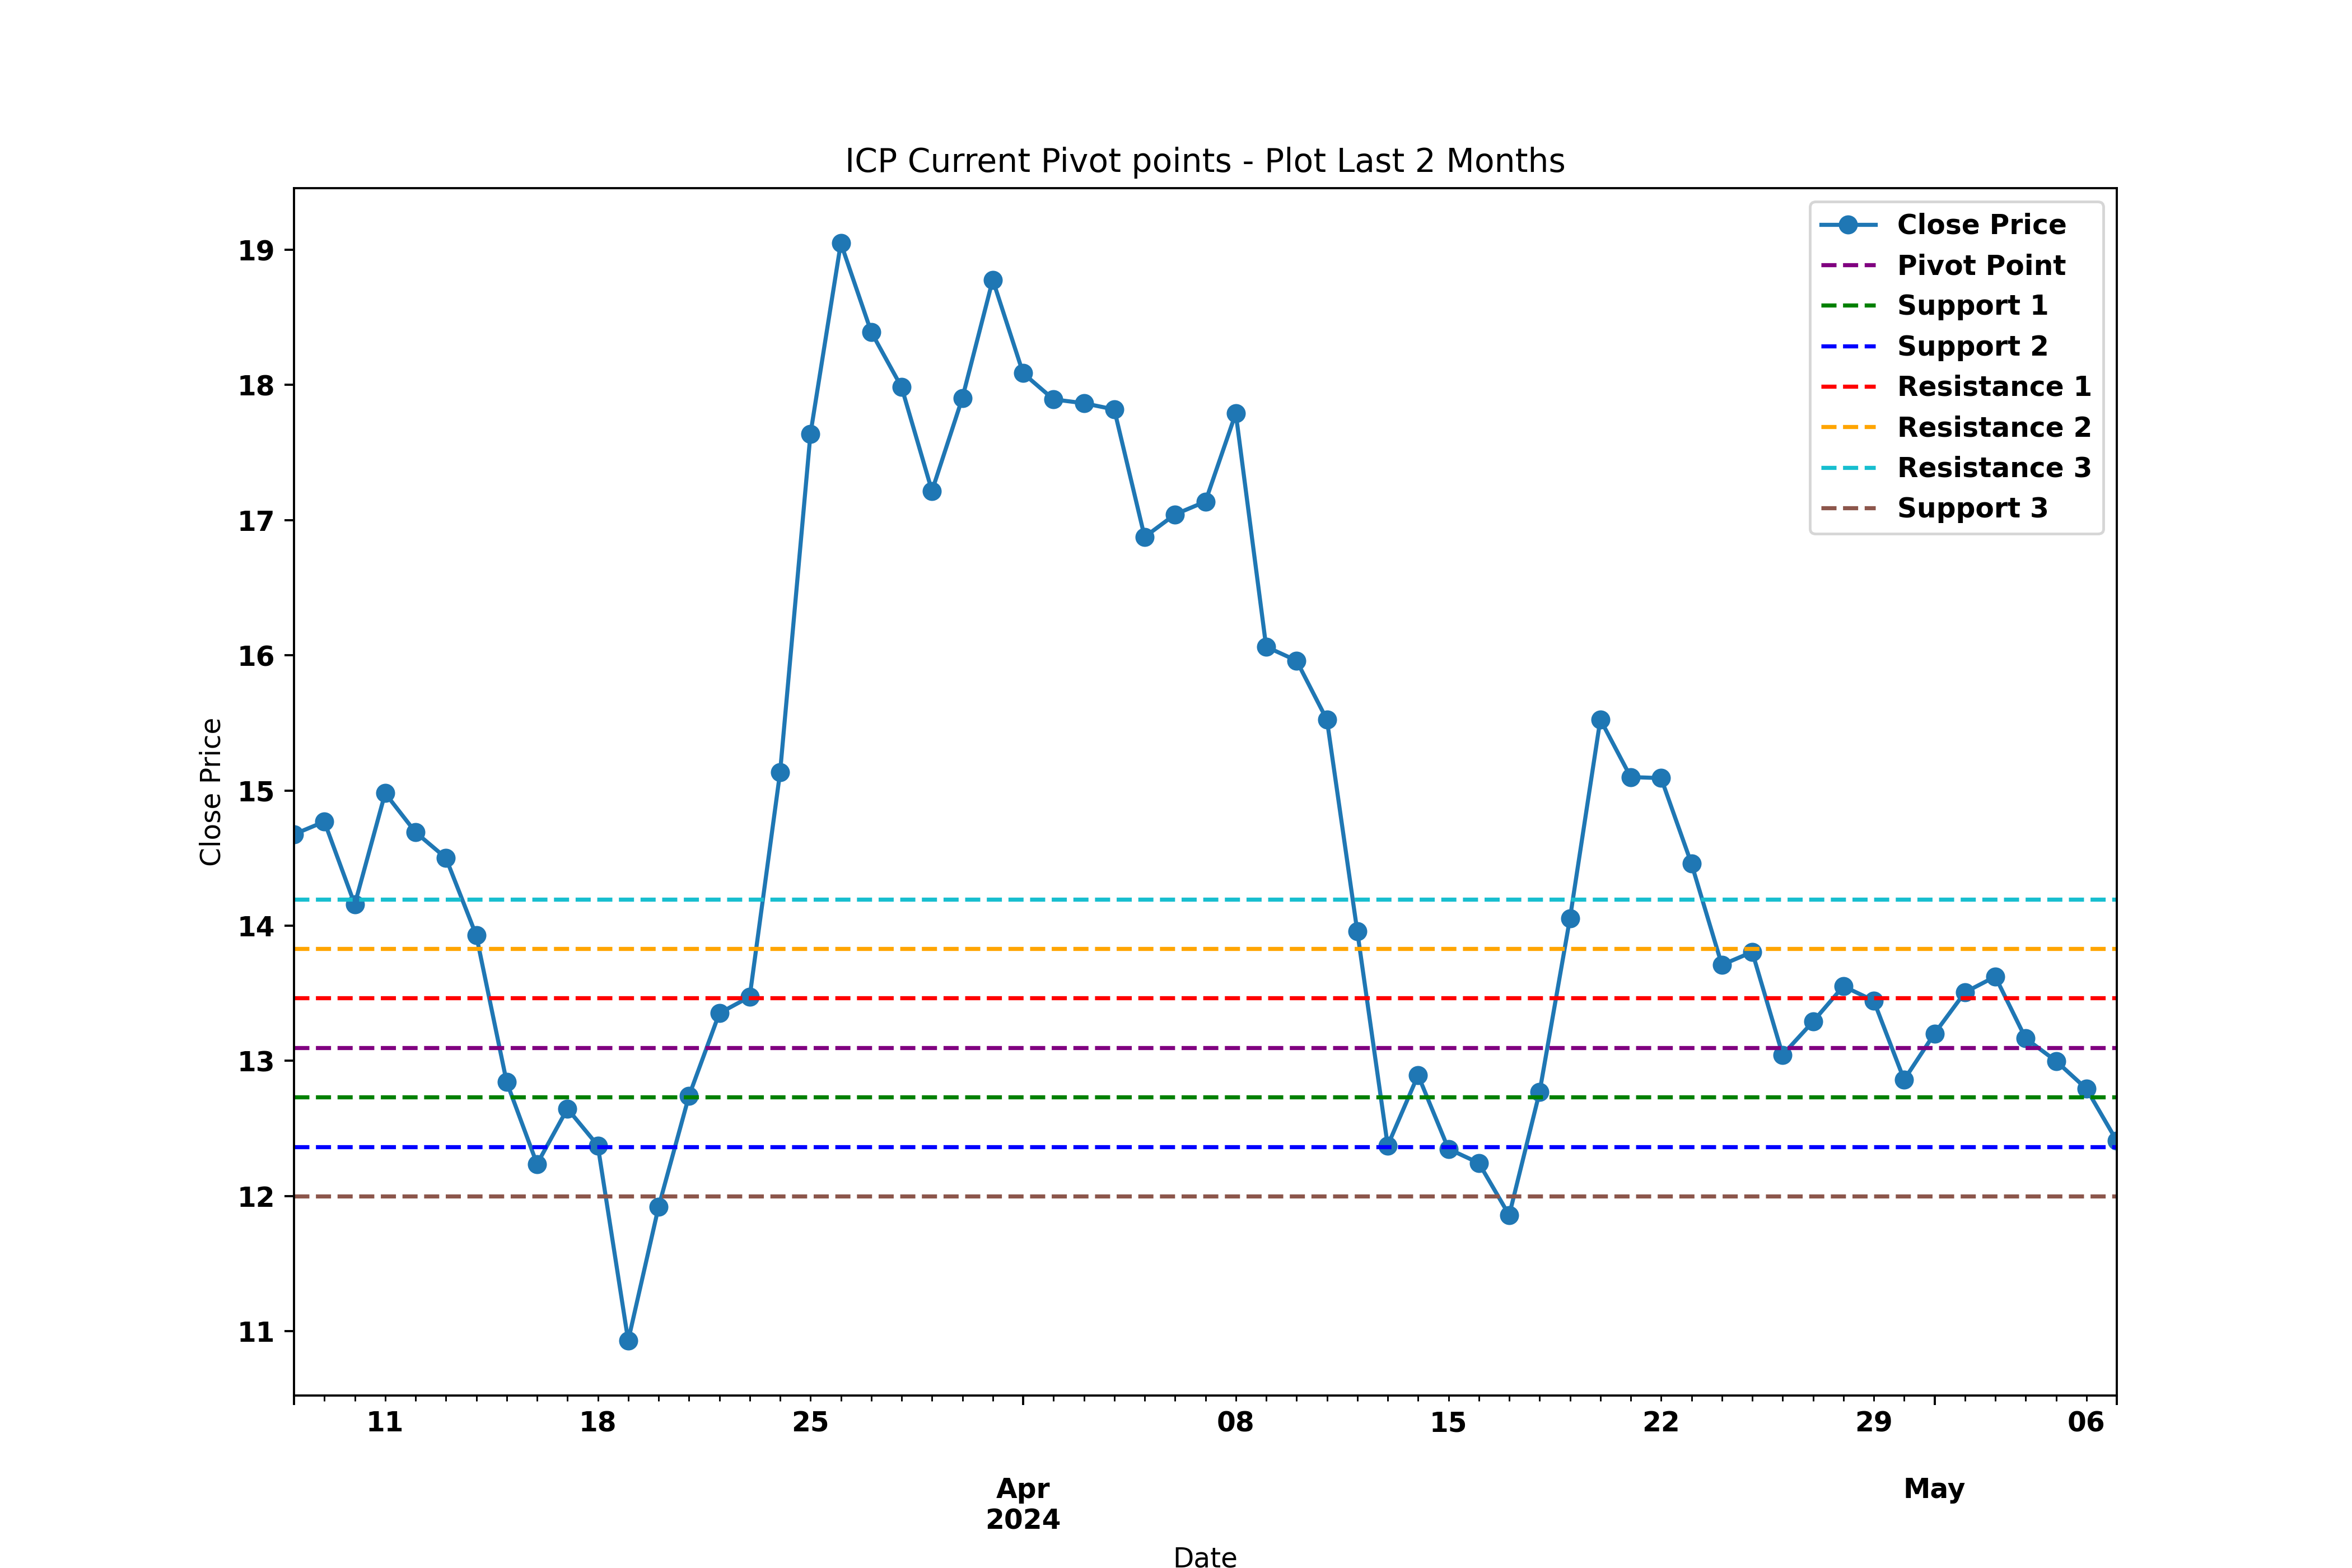 ICP Current Pivot points - Plot Last 2 Months
Close Price
Pivot Point
Support 1
Support 2
Resistance 1
Resistance 2
Resistance 3
Support 3
19
18
17
16
15
14
13
12
11
Close Price
11 18 25 08 15 22 29 06
Apr May
2024
Date